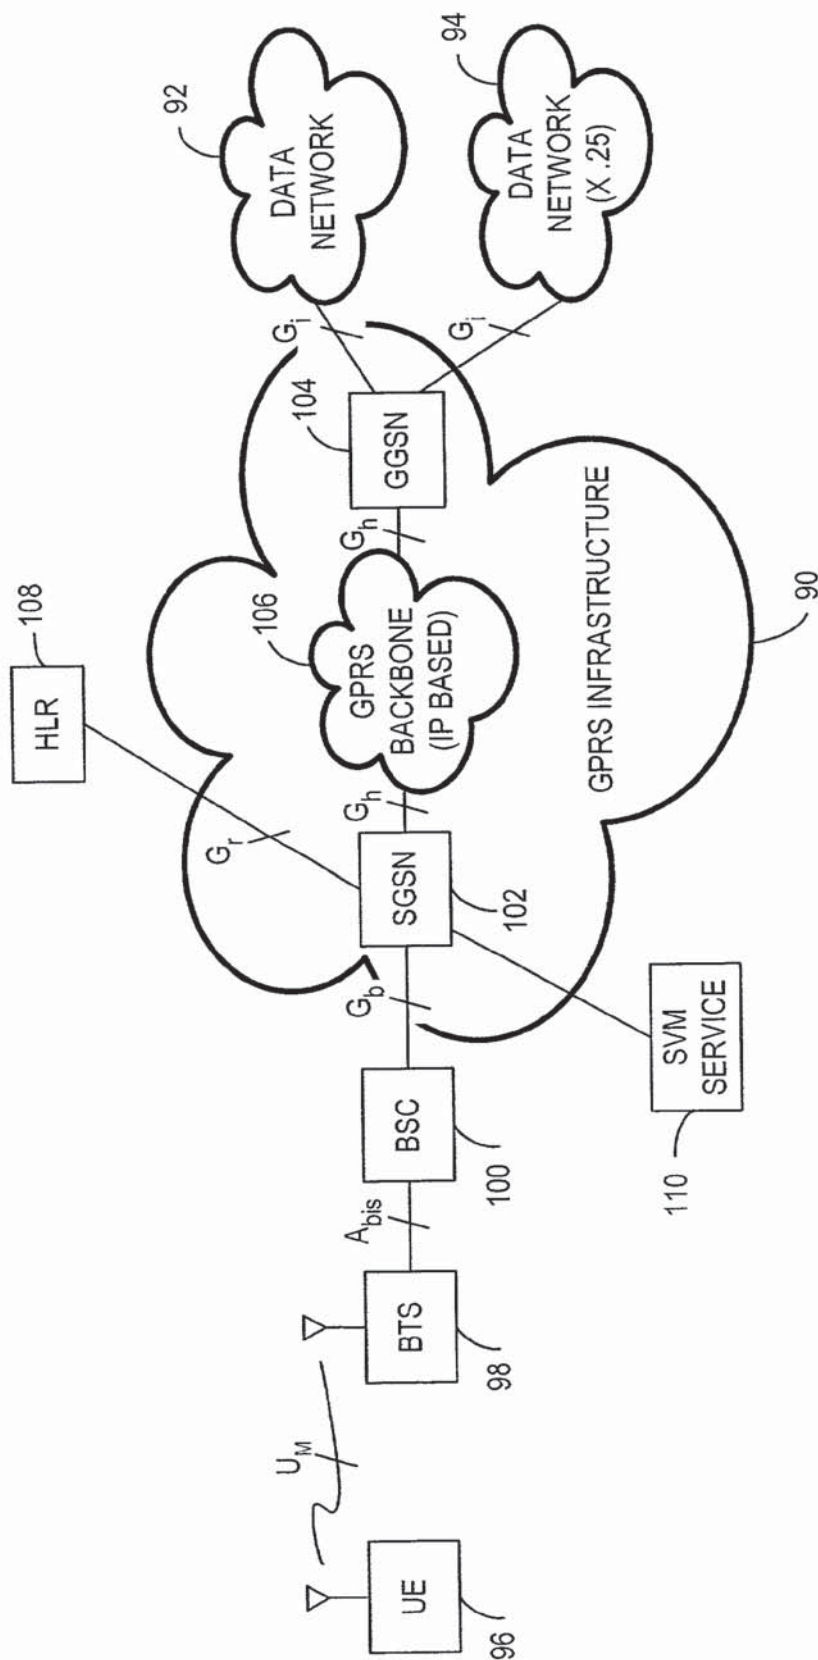 108
HLR
92
DATA
NETWORK
94
DATA
NETWORK
(X .25)
106
GPRS
BACKBONE
(IP BASED)
104
GGSN
Gi
Gi
Gh
Gh
Gr
Gb
SGSN
102
Abis
BSC
100
UM
BTS
98
UE
96
SVM
SERVICE
110
GPRS INFRASTRUCTURE
90